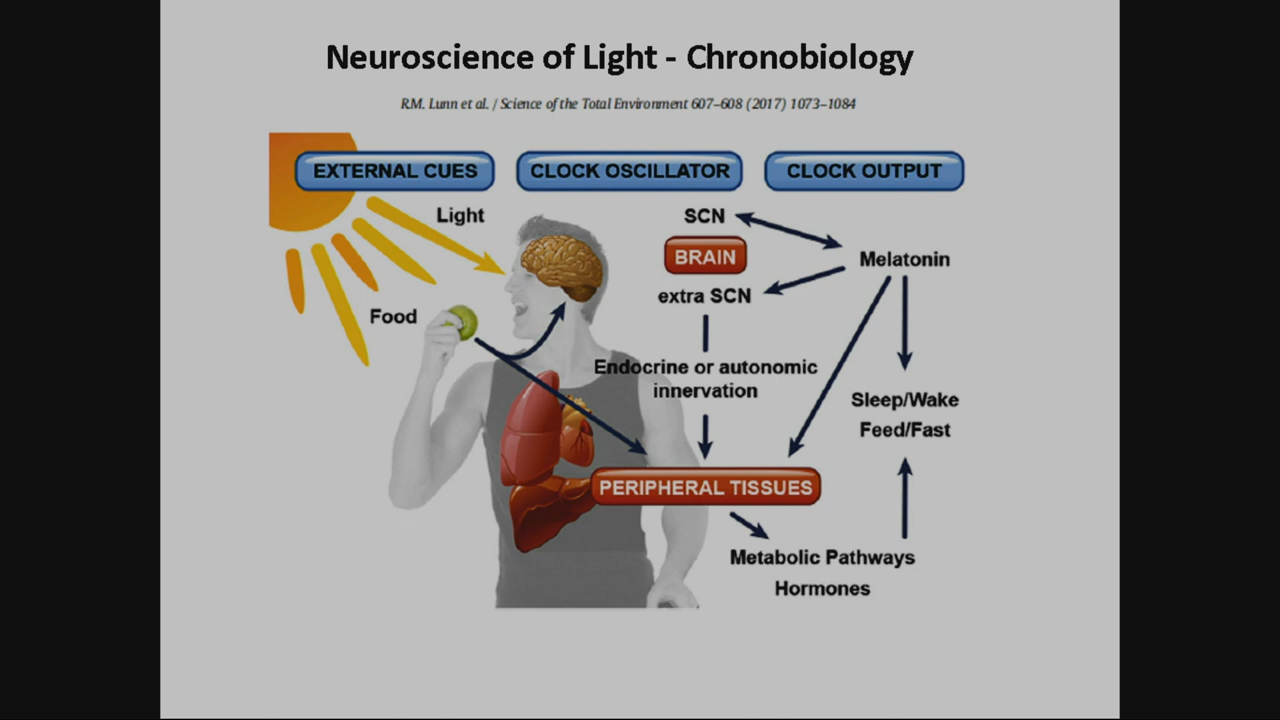 Neuroscience of Light - Chronobiology
R.M. Lunn et al. / Science of the Total Environment 607–608 (2017) 1073–1084
EXTERNAL CUES
CLOCK OSCILLATOR
CLOCK OUTPUT
Light
SCN
BRAIN
Melatonin
extra SCN
Food
Endocrine or autonomic
innervation
Sleep/Wake
Feed/Fast
PERIPHERAL TISSUES
Metabolic Pathways
Hormones